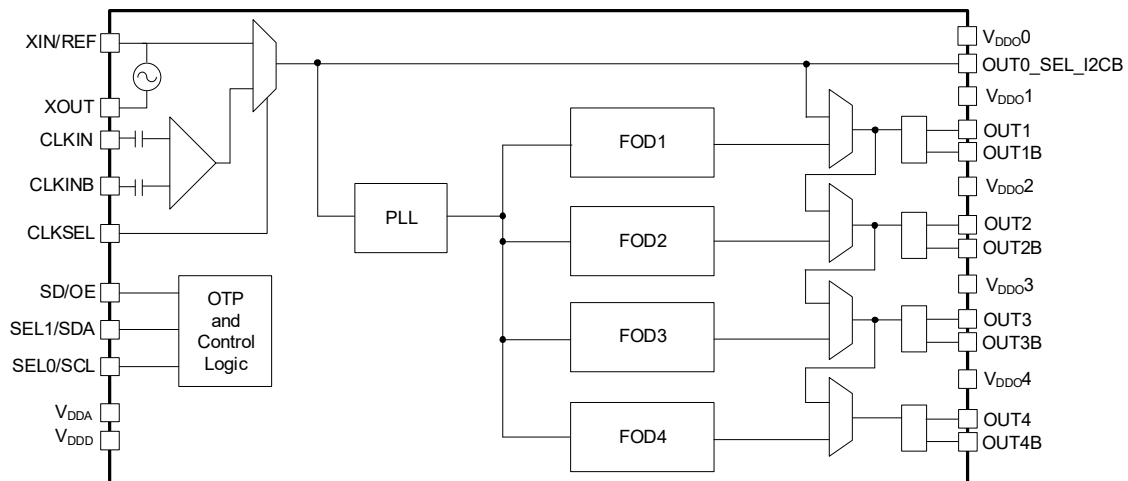 XIN/REF
XOUT
CLKIN
CLKINB
CLKSEL
SD/OE
SEL1/SDA
SEL0/SCL
VDDA
VDDD
OTP
and
Control
Logic
PLL
FOD1
FOD2
FOD3
FOD4
VDDO0
OUT0_SEL_I2CB
VDDO1
OUT1
OUT1B
VDDO2
OUT2
OUT2B
VDDO3
OUT3
OUT3B
VDDO4
OUT4
OUT4B